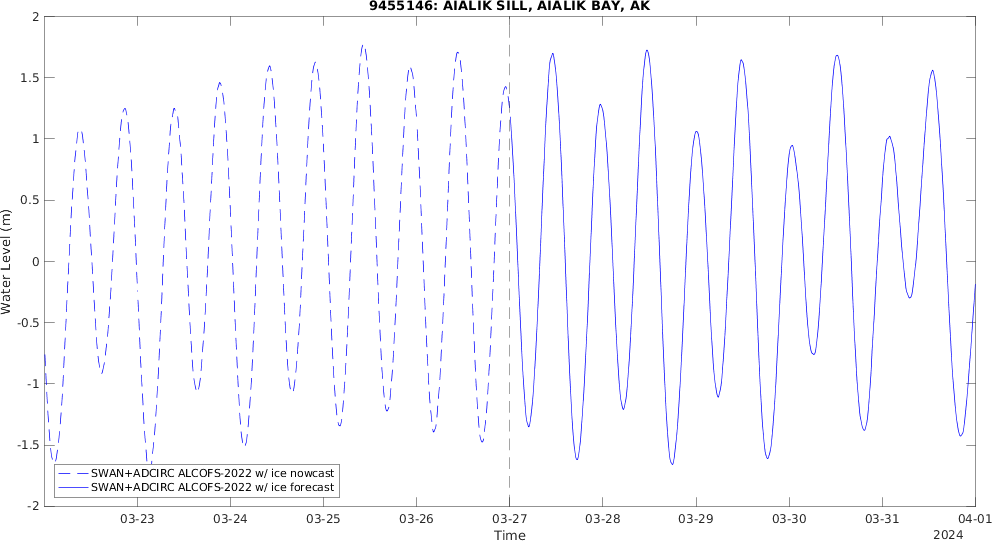 9455146: AIALIK SILL, AIALIK BAY, AK
2
1.5
1
0.5
0
-0.5
-1
-1.5
-2
Water Level (m)
SWAN+ADCIRC ALCOFS-2022 w/ ice nowcast
SWAN+ADCIRC ALCOFS-2022 w/ ice forecast
03-23 03-24 03-25 03-26 03-27 03-28 03-29 03-30 03-31 04-01
Time
2024